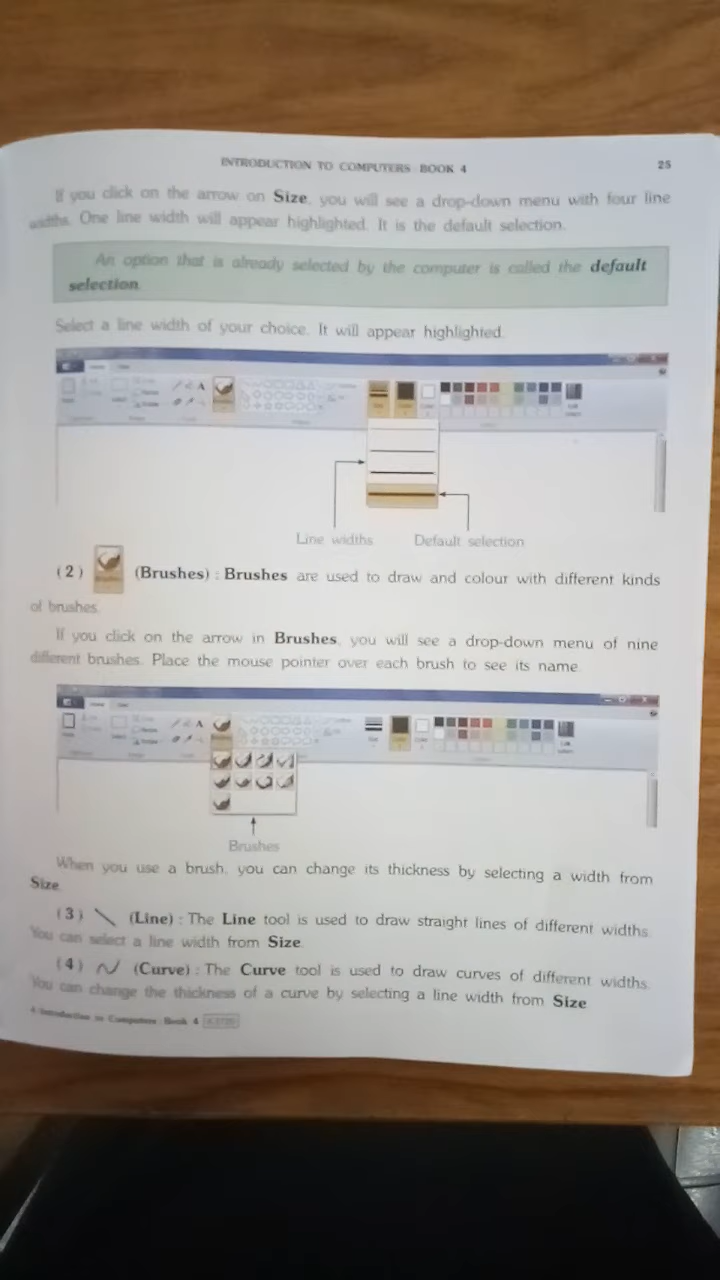 INTRODUCTION TO COMPUTERS BOOK 4 25
If you click on the arrow on Size, you will see a drop-down menu with four line
widths. One line width will appear highlighted. It is the default selection.
An option that is already selected by the computer is called the default
selection.
Select a line width of your choice. It will appear highlighted.
Line widths Default selection
(2) (Brushes) : Brushes are used to draw and colour with different kinds
of brushes.
If you click on the arrow in Brushes, you will see a drop-down menu of nine
different brushes. Place the mouse pointer over each brush to see its name.
Brushes
When you use a brush, you can change its thickness by selecting a width from
Size.
(3) (Line) : The Line tool is used to draw straight lines of different widths.
You can select a line width from Size.
(4) (Curve) : The Curve tool is used to draw curves of different widths.
You can change the thickness of a curve by selecting a line width from Size
4 Introduction to Computers Book 4